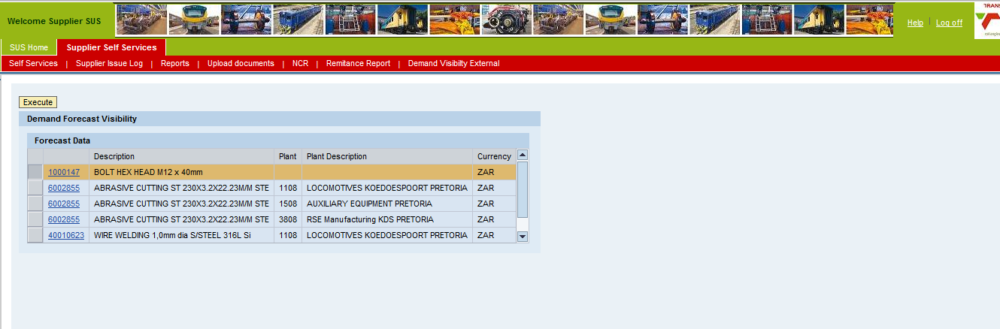 Welcome Supplier SUS
Help | Log off
TRANS
SUS Home Supplier Self Services
Self Services | Supplier Issue Log | Reports | Upload documents | NCR | Remitance Report | Demand Visibilty External
Execute
Demand Forecast Visibility
Forecast Data
Description Plant Plant Description Currency
1000147 BOLT HEX HEAD M12 x 40mm ZAR
6002855 ABRASIVE CUTTING ST 230X3.2X22.23M/M STE 1108 LOCOMOTIVES KOEDOESPOORT PRETORIA ZAR
6002855 ABRASIVE CUTTING ST 230X3.2X22.23M/M STE 1508 AUXILIARY EQUIPMENT PRETORIA ZAR
6002855 ABRASIVE CUTTING ST 230X3.2X22.23M/M STE 3808 RSE Manufacturing KDS PRETORIA ZAR
40010623 WIRE WELDING 1,0mm dia S/STEEL 316L Si 1108 LOCOMOTIVES KOEDOESPOORT PRETORIA ZAR